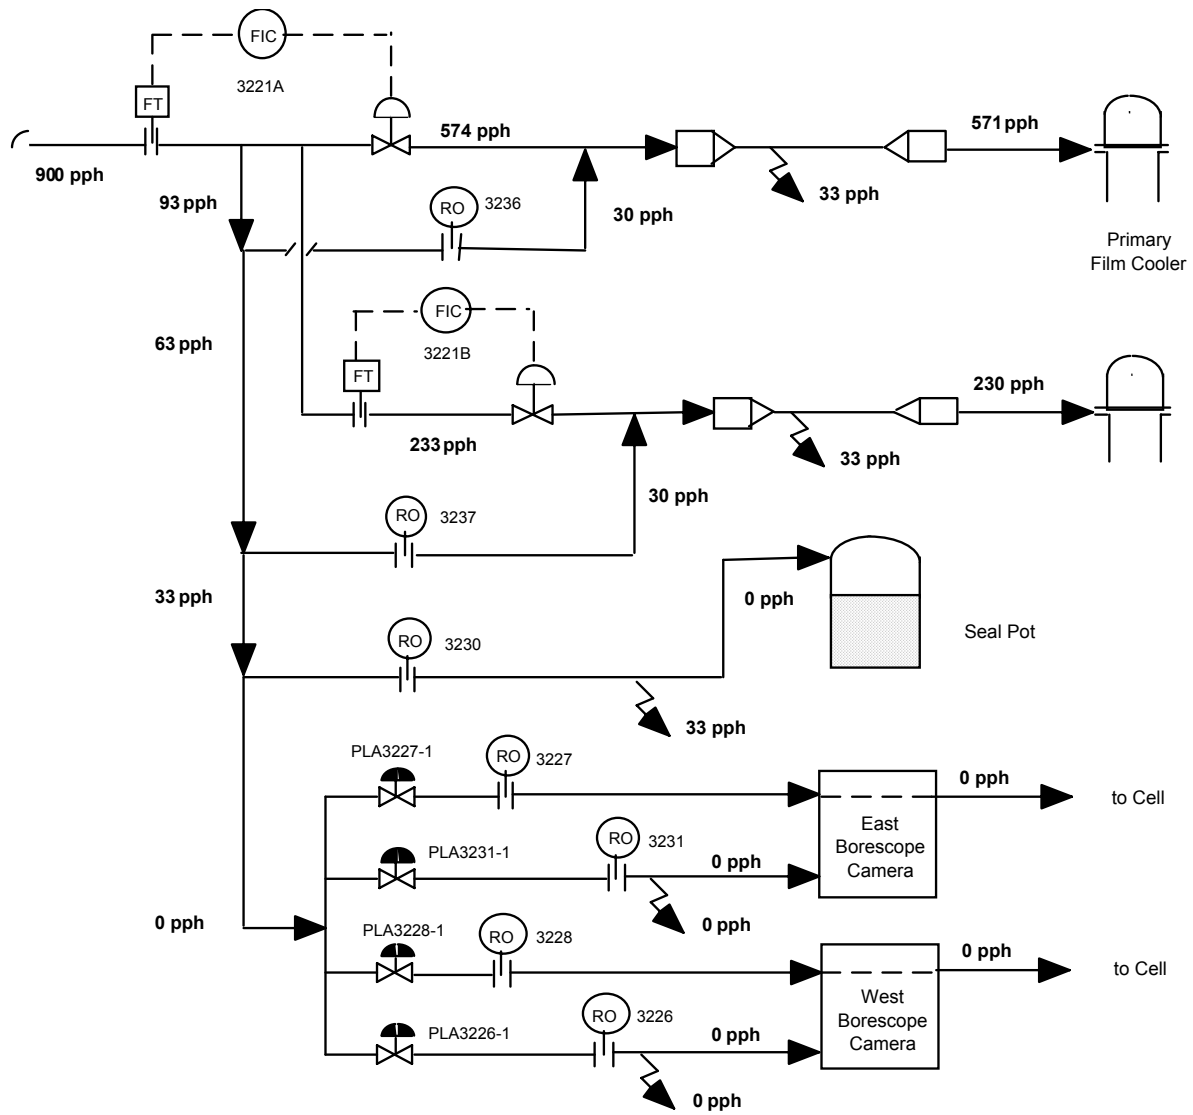 FIC
3221A
FT
574 pph
571 pph
900 pph
93 pph
RO
3236
33 pph
30 pph
Primary
Film Cooler
FIC
3221B
63 pph
FT
230 pph
233 pph
33 pph
30 pph
RO
3237
33 pph
0 pph
RO
3230
Seal Pot
33 pph
PLA3227-1
RO
3227
0 pph
to Cell
East
Borescope
Camera
PLA3231-1
RO
3231
0 pph
0 pph
0 pph
PLA3228-1
RO
3228
0 pph
to Cell
West
Borescope
Camera
PLA3226-1
RO
3226
0 pph
0 pph